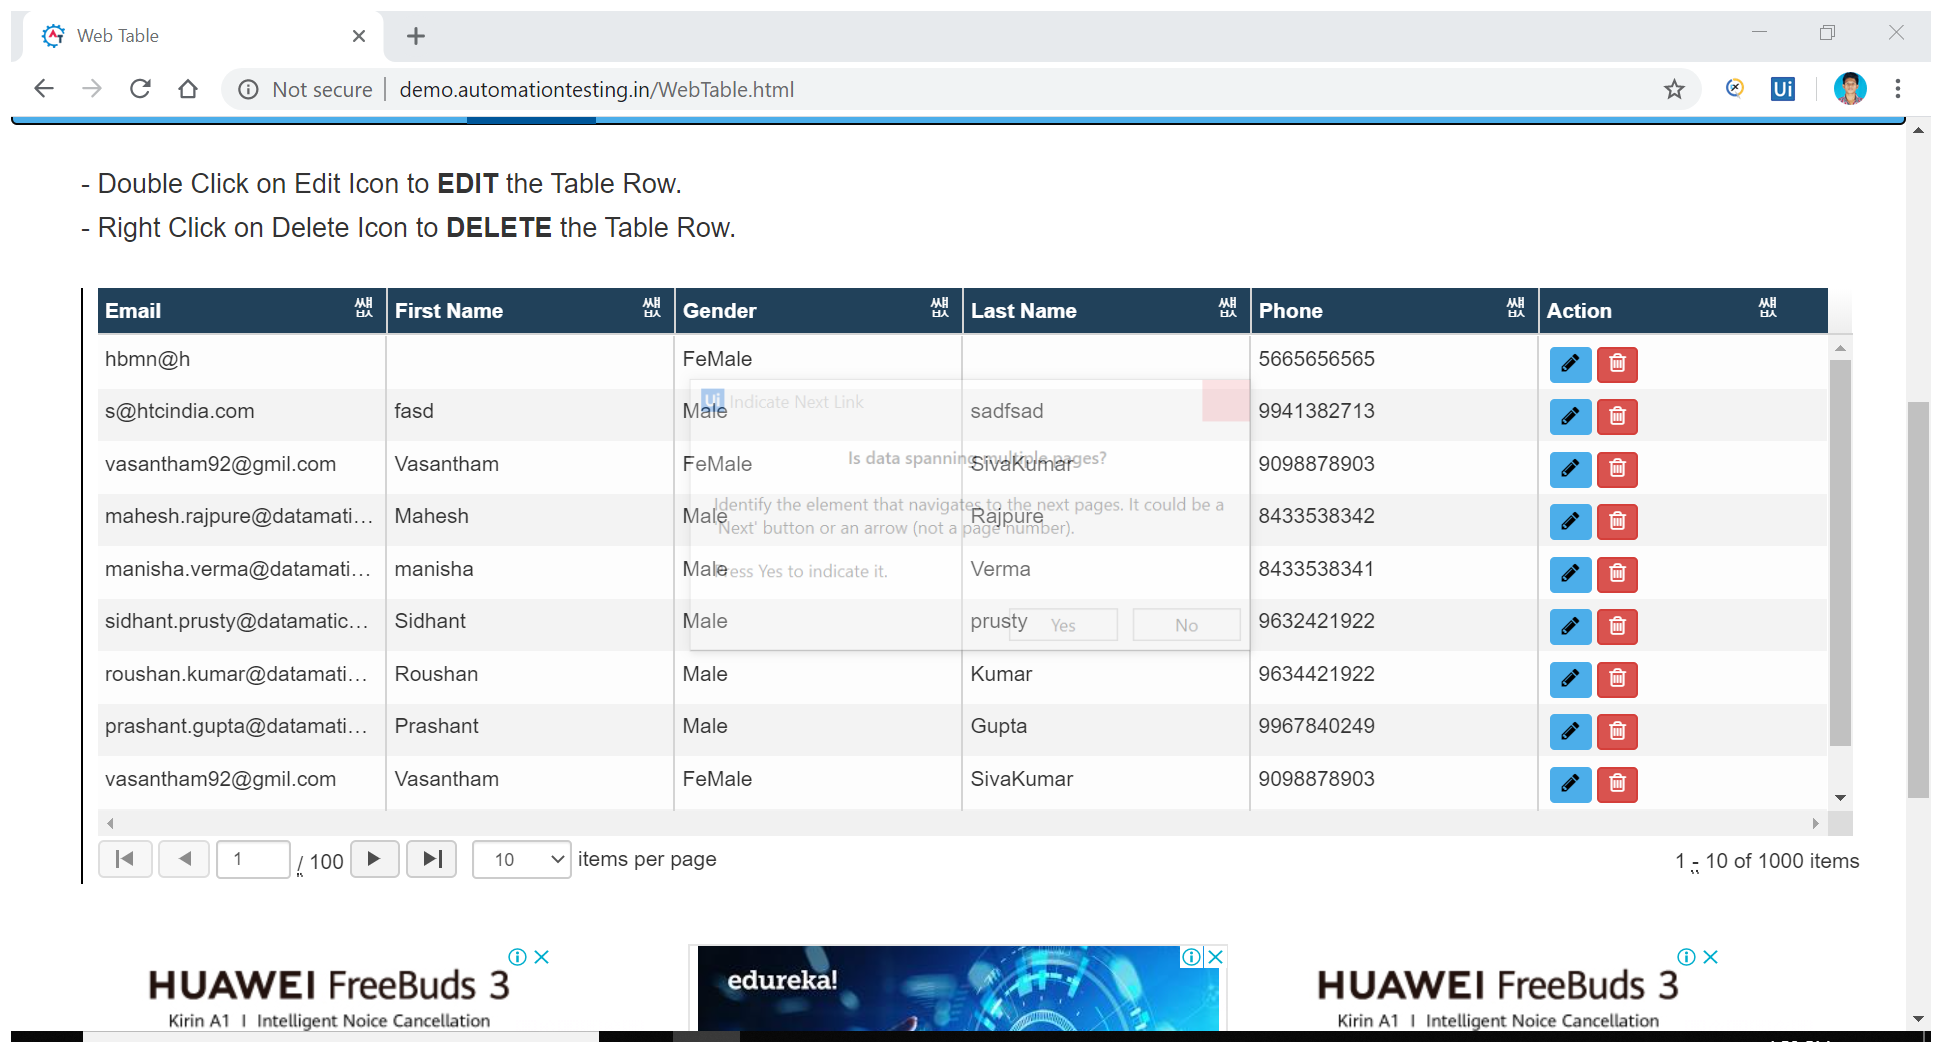 Web Table
Not secure
demo.automationtesting.in/WebTable.html
Ui
- Double Click on Edit Icon to EDIT the Table Row.
- Right Click on Delete Icon to DELETE the Table Row.
Email First Name Gender Last Name Phone Action
hbmn@h FeMale 5665656565
s@htcindia.com fasd Male sadfsad 9941382713
vasantham92@gmil.com Vasantham FeMale SivaKumar 9098878903
mahesh.rajpure@datamati... Mahesh Male Rajpure 8433538342
manisha.verma@datamati... manisha Male Verma 8433538341
sidhant.prusty@datamatic... Sidhant Male prusty 9632421922
roushan.kumar@datamati... Roushan Male Kumar 9634421922
prashant.gupta@datamati... Prashant Male Gupta 9967840249
vasantham92@gmil.com Vasantham FeMale SivaKumar 9098878903
Ui Indicate Next Link
Is data spanning multiple pages?
Identify the element that navigates to the next pages. It could be a
'Next' button or an arrow (not a page number).
Press Yes to indicate it.
Yes No
1 / 100 10 items per page 1 - 10 of 1000 items
HUAWEI FreeBuds 3
Kirin A1 I Intelligent Noice Cancellation
edureka!
HUAWEI FreeBuds 3
Kirin A1 I Intelligent Noice Cancellation